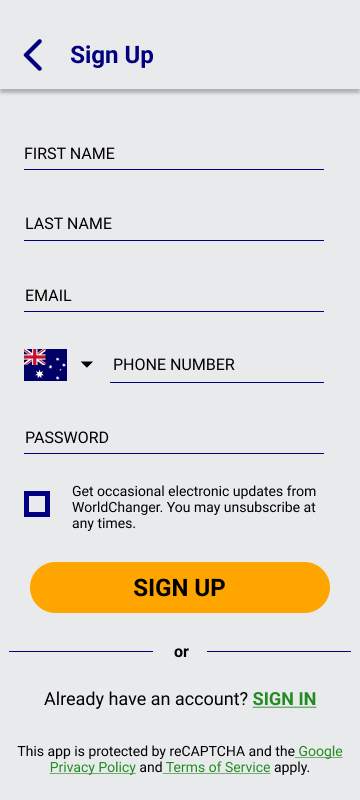 Sign Up
FIRST NAME
LAST NAME
EMAIL
PHONE NUMBER
PASSWORD
Get occasional electronic updates from
WorldChanger. You may unsubscribe at
any times.
SIGN UP
or
Already have an account? SIGN IN
This app is protected by reCAPTCHA and the Google
Privacy Policy and Terms of Service apply.